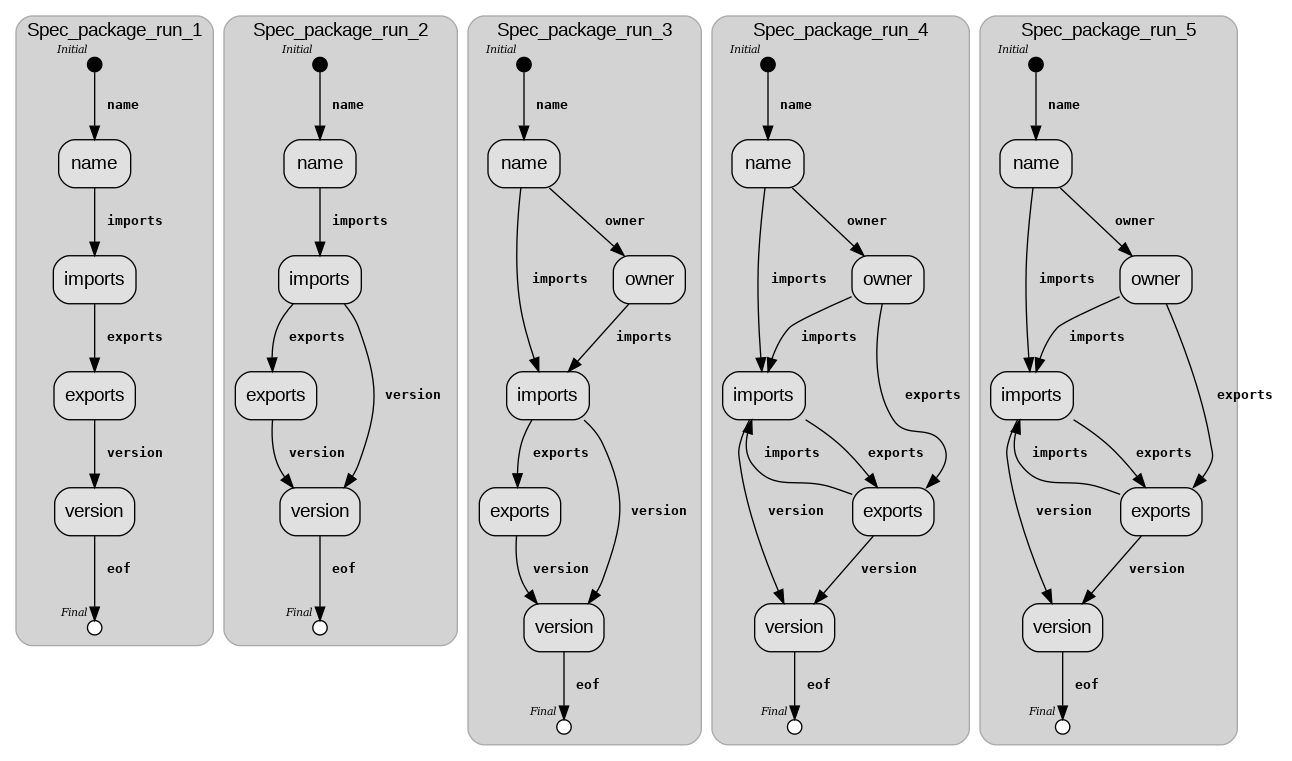 Spec_package_run_1
Initial
name
name
imports
imports
exports
exports
version
version
eof
Final
Spec_package_run_2
Initial
name
name
imports
imports
exports
exports
version
version
version
eof
Final
Spec_package_run_3
Initial
name
name
owner
imports
owner
imports
imports
exports
exports
version
version
version
eof
Final
Spec_package_run_4
Initial
name
name
owner
imports
owner
imports
imports
exports
imports
exports
version
exports
version
version
eof
Final
Spec_package_run_5
Initial
name
name
owner
imports
owner
imports
imports
exports
imports
exports
version
exports
version
version
eof
Final